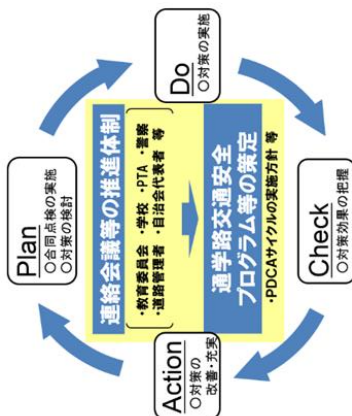 Plan
○合同点検の実施
○対策の検討
Do
○対策の実施
Check
○対策効果の把握
Action
○対策の
改善・充実
連絡会議等の推進体制
・教育委員会 ・学校 ・PTA ・警察
・道路管理者 ・自治会代表者 等
通学路交通安全
プログラム等の策定
・PDCAサイクルの実施方針 等